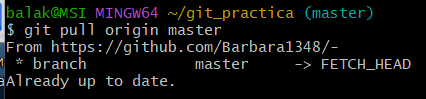 balak@MSI MINGW64 ~/git_practica (master)
$ git pull origin master
From https://github.com/Barbara1348/-
 * branch            master     -> FETCH_HEAD
Already up to date.